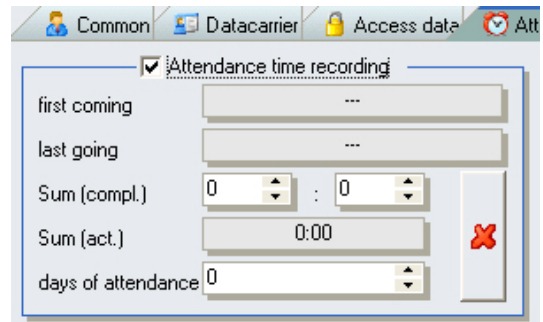 Common Datacarrier Access data Att
Attendance time recording
first coming ---
last going ---
Sum (compl.) 0 : 0
Sum (act.) 0:00
days of attendance 0